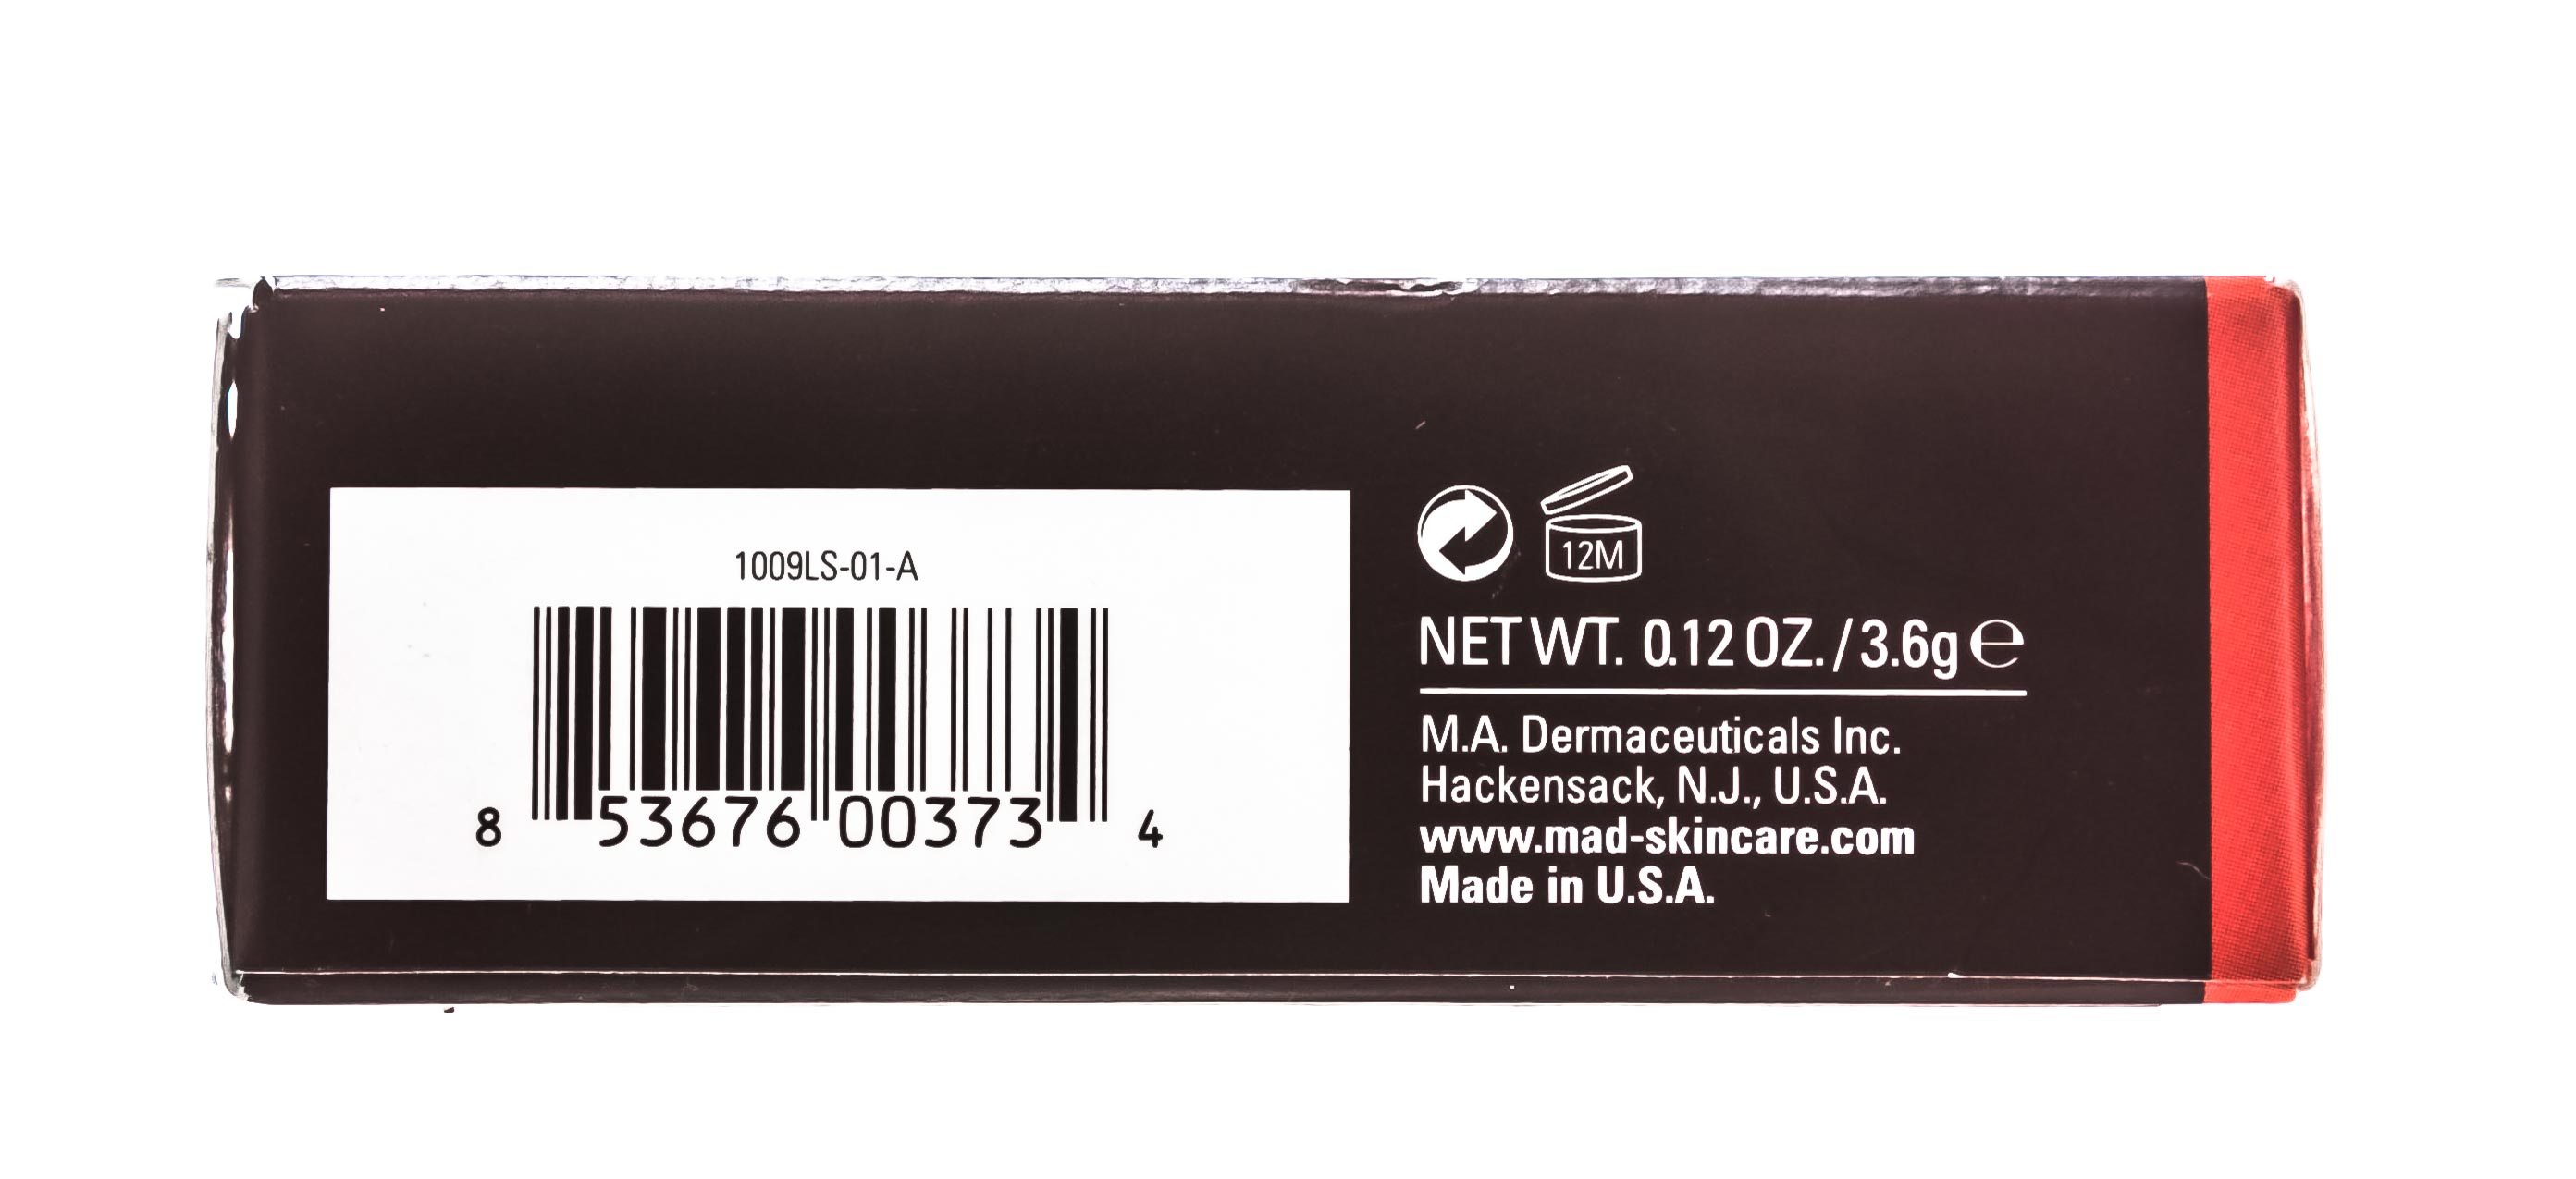 1009LS-01-A
8 53676 00373 4
12M
NET WT. 0.12 OZ. / 3.6g ℮
M.A. Dermaceuticals Inc.
Hackensack, N.J., U.S.A.
www.mad-skincare.com
Made in U.S.A.